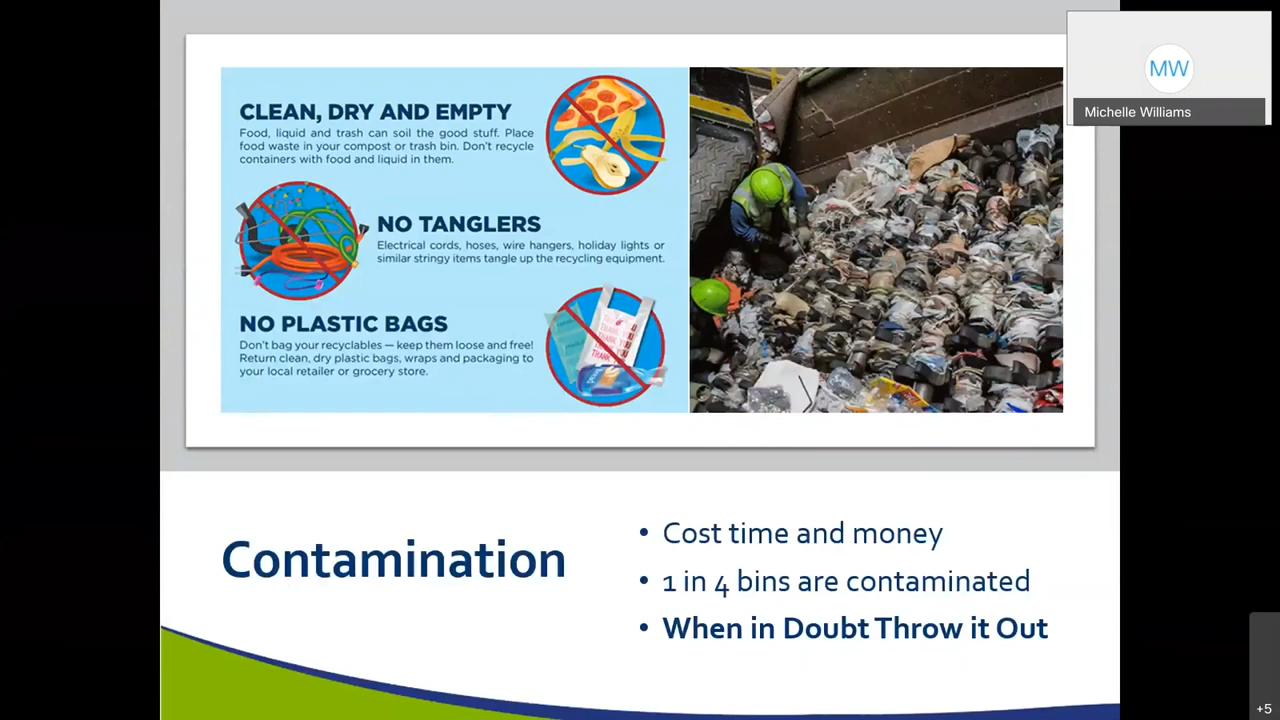 MW
Michelle Williams
CLEAN, DRY AND EMPTY
Food, liquid and trash can soil the good stuff. Place
food waste in your compost or trash bin. Don't recycle
containers with food and liquid in them.
NO TANGLERS
Electrical cords, hoses, wire hangers, holiday lights or
similar stringy items tangle up the recycling equipment.
NO PLASTIC BAGS
Don't bag your recyclables — keep them loose and free!
Return clean, dry plastic bags, wraps and packaging to
your local retailer or grocery store.
THANK YOU
Contamination
• Cost time and money
• 1 in 4 bins are contaminated
• When in Doubt Throw it Out
+5